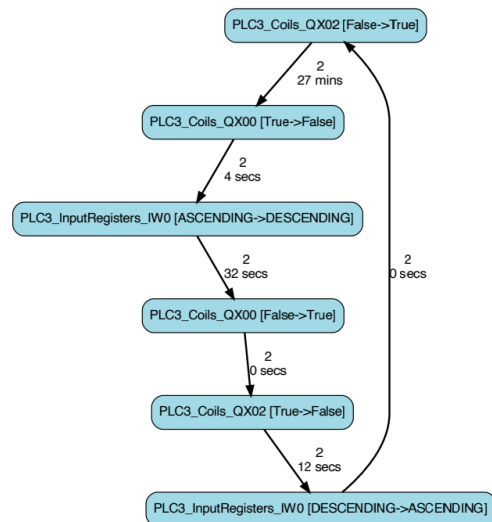 PLC3_Coils_QX02 [False->True]
2
27 mins
PLC3_Coils_QX00 [True->False]
2
4 secs
PLC3_InputRegisters_IW0 [ASCENDING->DESCENDING]
2
0 secs
2
32 secs
PLC3_Coils_QX00 [False->True]
2
0 secs
PLC3_Coils_QX02 [True->False]
2
12 secs
PLC3_InputRegisters_IW0 [DESCENDING->ASCENDING]